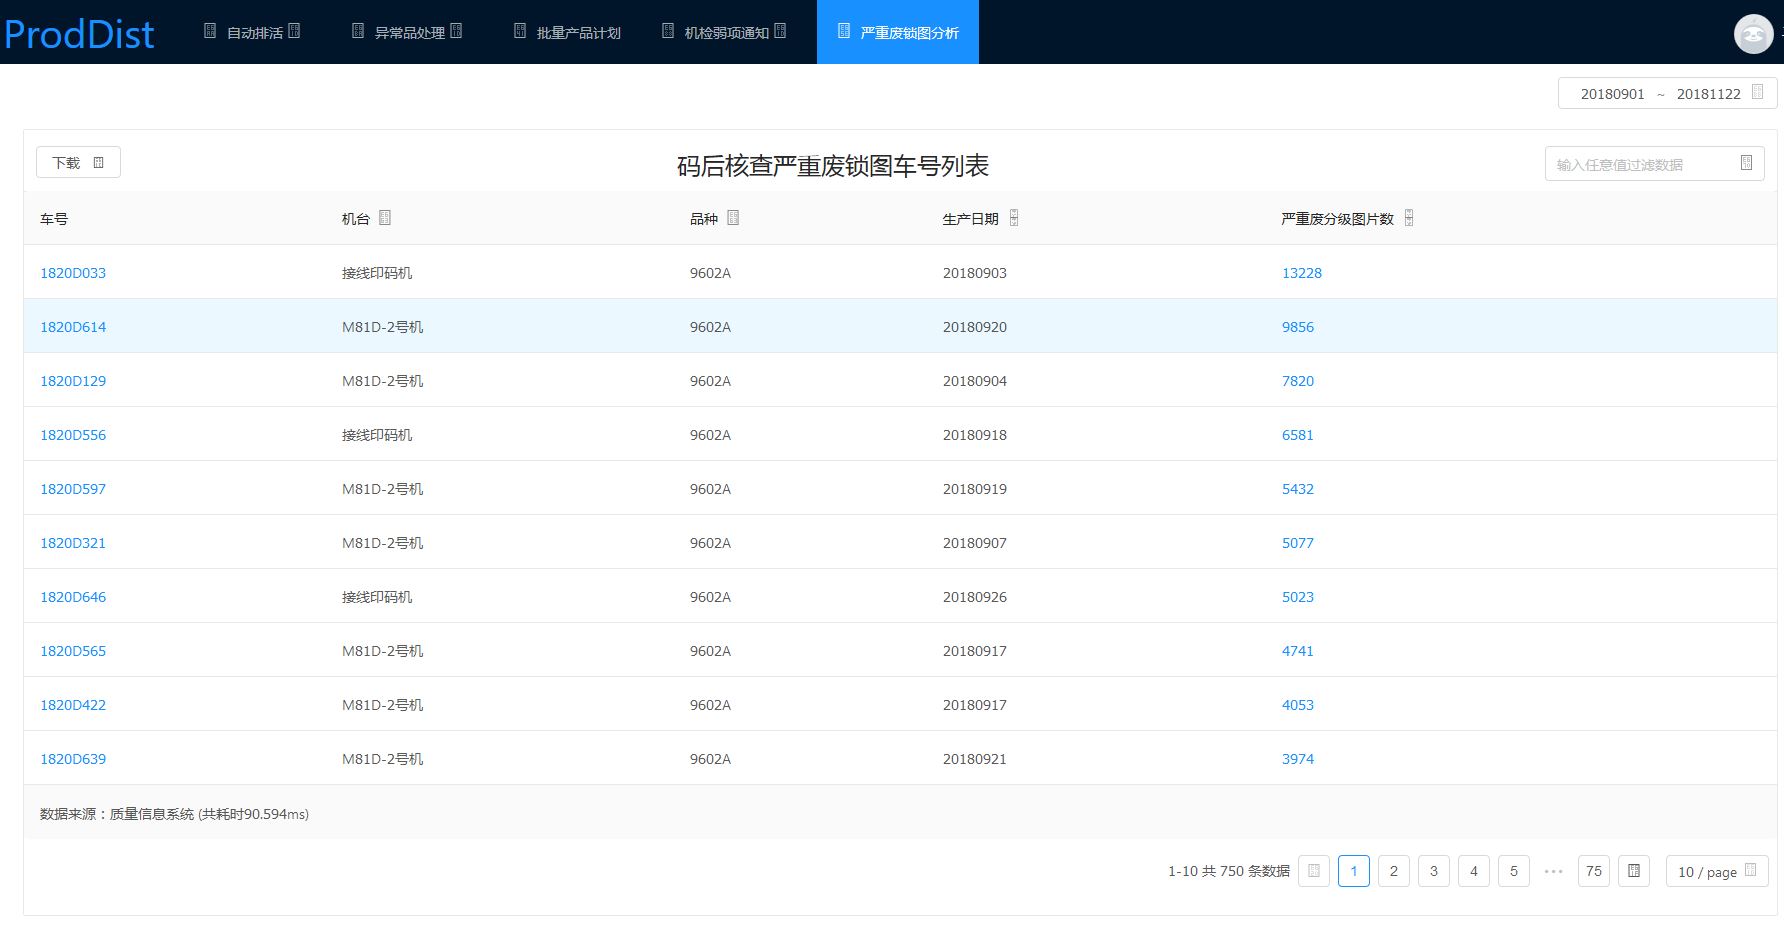 ProdDist 自动排活 异常品处理 批量产品计划 机检弱项通知 严重废锁图分析
20180901 ~ 20181122
下载 码后核查严重废锁图车号列表 输入任意值过滤数据
车号 机台 品种 生产日期 严重废分级图片数
1820D033 接线印码机 9602A 20180903 13228
1820D614 M81D-2号机 9602A 20180920 9856
1820D129 M81D-2号机 9602A 20180904 7820
1820D556 接线印码机 9602A 20180918 6581
1820D597 M81D-2号机 9602A 20180919 5432
1820D321 M81D-2号机 9602A 20180907 5077
1820D646 接线印码机 9602A 20180926 5023
1820D565 M81D-2号机 9602A 20180917 4741
1820D422 M81D-2号机 9602A 20180917 4053
1820D639 M81D-2号机 9602A 20180921 3974
数据来源：质量信息系统 (共耗时90.594ms)
1-10 共 750 条数据 1 2 3 4 5 ••• 75 10 / page